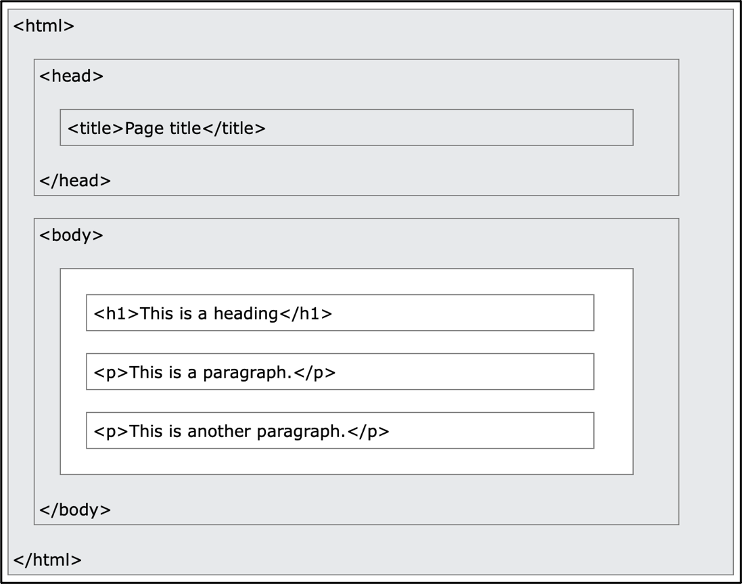 <html>
<head>
<title>Page title</title>
</head>
<body>
<h1>This is a heading</h1>
<p>This is a paragraph.</p>
<p>This is another paragraph.</p>
</body>
</html>